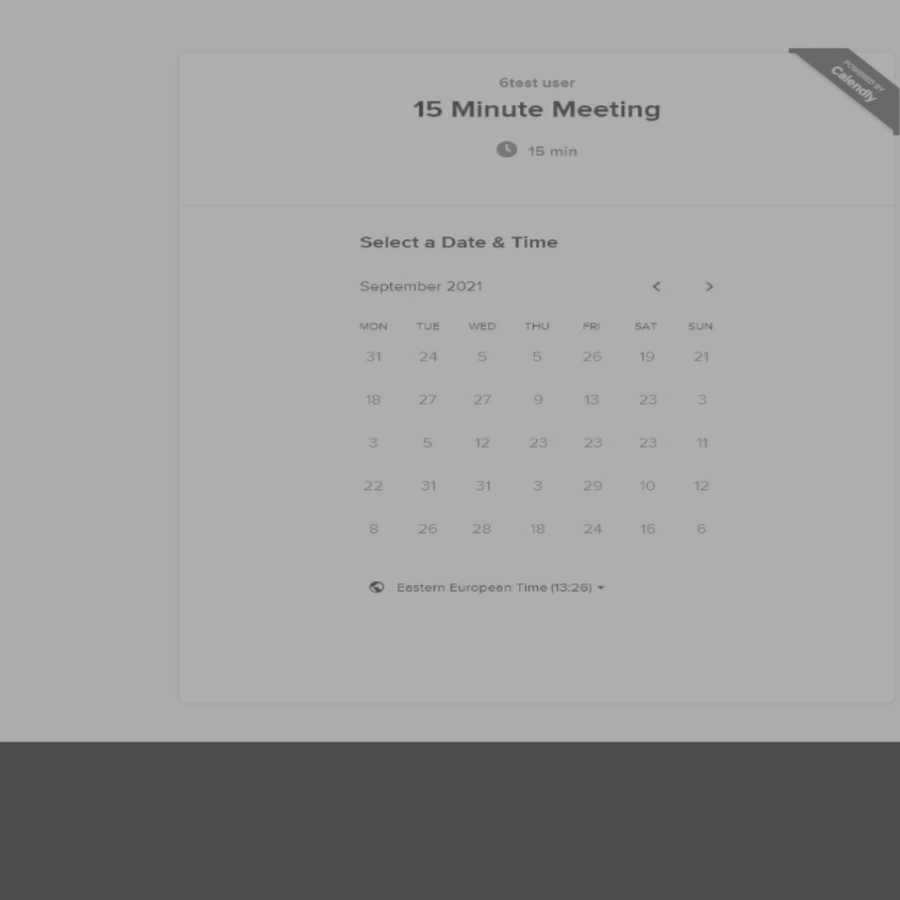 POWERED BY
Calendly
6test user
15 Minute Meeting
15 min
Select a Date & Time
September 2021 < >
MON TUE WED THU FRI SAT SUN
31 24 5 5 26 19 21
18 27 27 9 13 23 3
3 5 12 23 23 23 11
22 31 31 3 29 10 12
8 26 28 18 24 16 6
Eastern European Time (13:26)